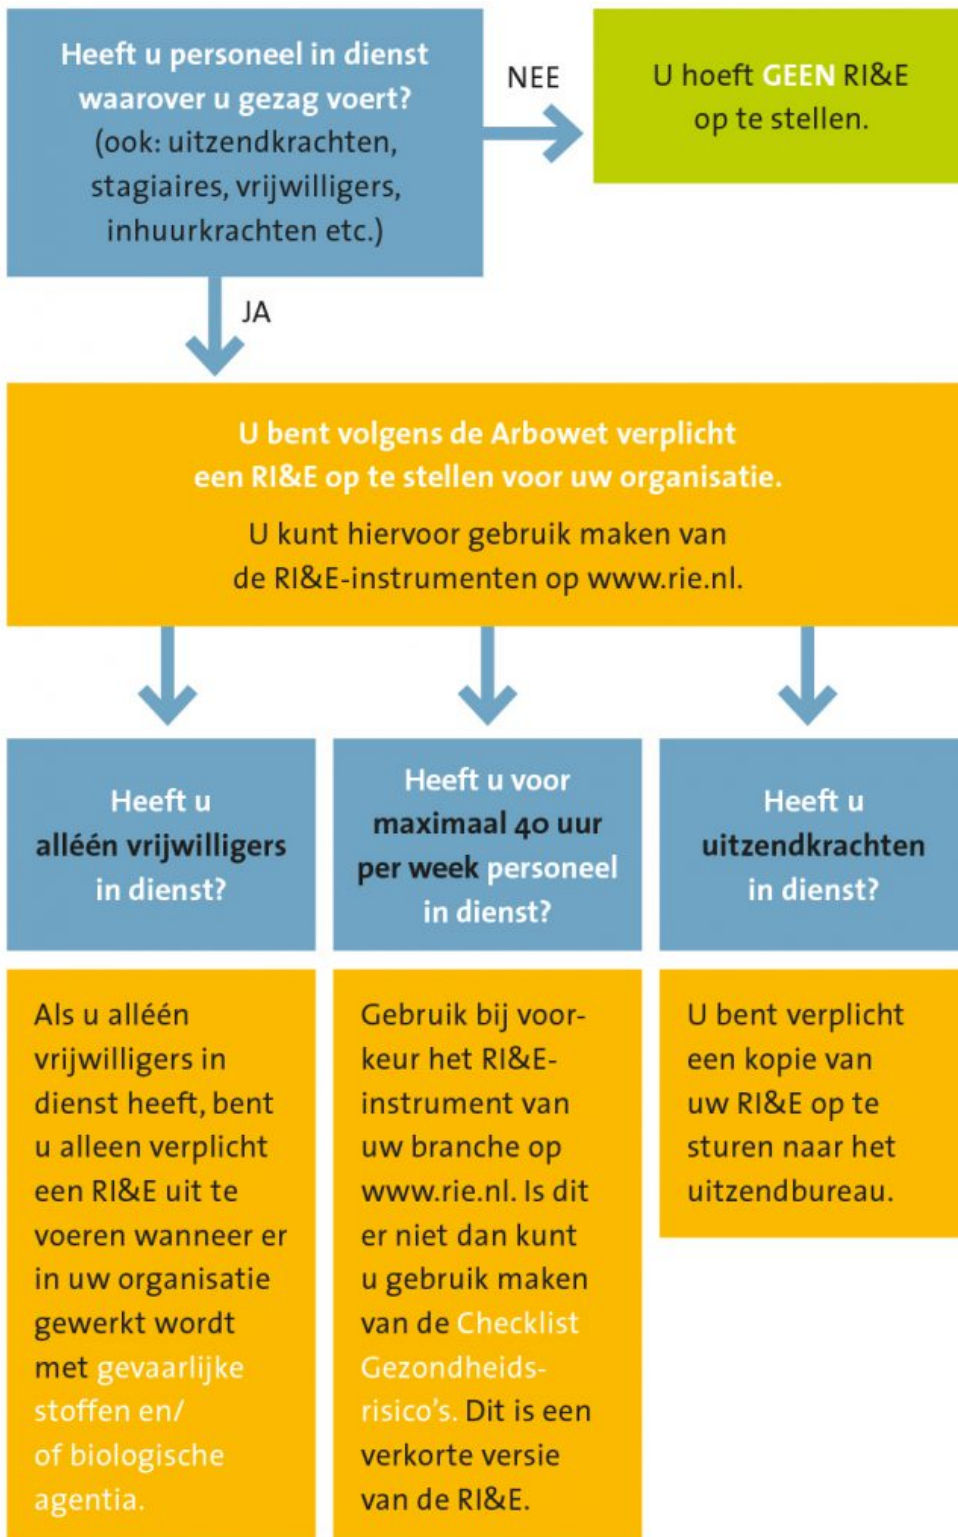 Heeft u personeel in dienst
waarover u gezag voert?
(ook: uitzendkrachten,
stagiaires, vrijwilligers,
inhuurkrachten etc.)
NEE
U hoeft GEEN RI&E
op te stellen.
JA
U bent volgens de Arbowet verplicht
een RI&E op te stellen voor uw organisatie.
U kunt hiervoor gebruik maken van
de RI&E-instrumenten op www.rie.nl.
Heeft u
alléén vrijwilligers
in dienst?
Als u alléén
vrijwilligers in
dienst heeft, bent
u alleen verplicht
een RI&E uit te
voeren wanneer er
in uw organisatie
gewerkt wordt
met gevaarlijke
stoffen en/
of biologische
agentia.
Heeft u voor
maximaal 40 uur
per week personeel
in dienst?
Gebruik bij voor-
keur het RI&E-
instrument van
uw branche op
www.rie.nl. Is dit
er niet dan kunt
u gebruik maken
van de Checklist
Gezondheids-
risico's. Dit is een
verkorte versie
van de RI&E.
Heeft u
uitzendkrachten
in dienst?
U bent verplicht
een kopie van
uw RI&E op te
sturen naar het
uitzendbureau.